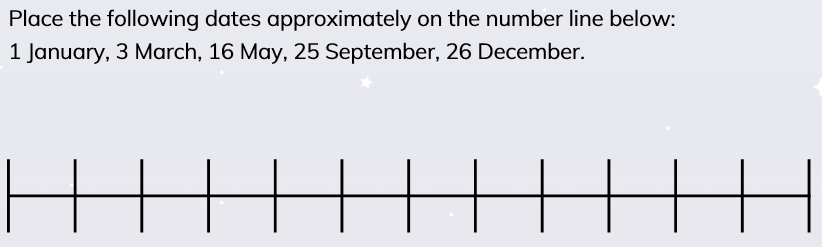 Place the following dates approximately on the number line below:
1 January, 3 March, 16 May, 25 September, 26 December.